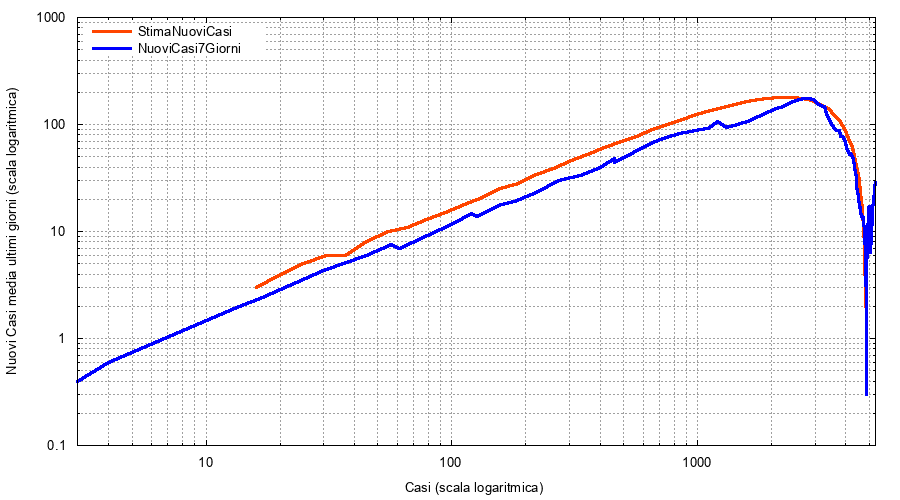 1000
StimaNuoviCasi
NuoviCasi7Giorni
100
10
1
0.1
Nuovi Casi media ultimi giorni (scala logaritmica)
10
100
1000
Casi (scala logaritmica)